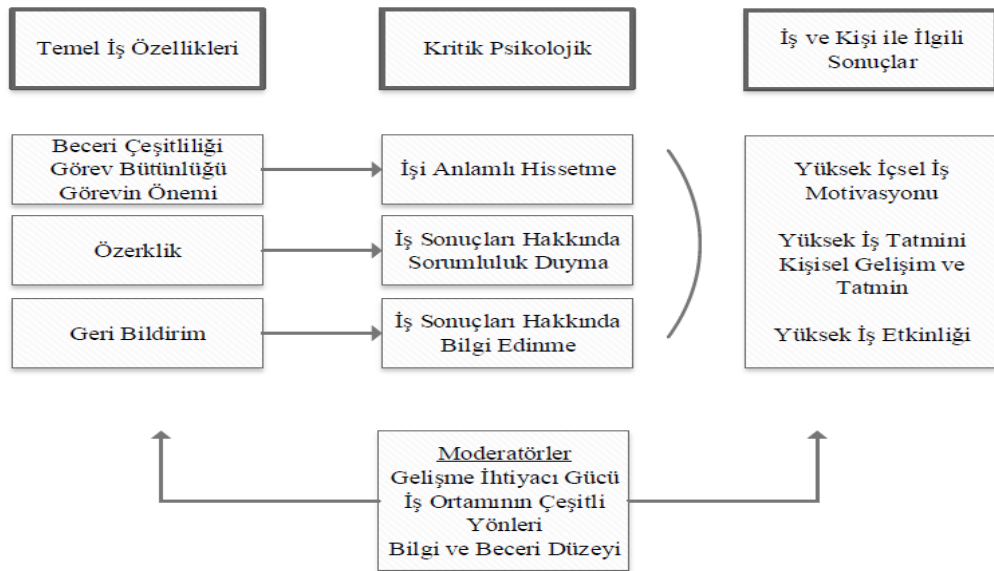 Temel İş Özellikleri
Kritik Psikolojik
İş ve Kişi ile İlgili
Sonuçlar
Beceri Çeşitliliği
Görev Bütünlüğü
Görevin Önemi
İşi Anlamlı Hissetme
Özerklik
İş Sonuçları Hakkında
Sorumluluk Duyma
Geri Bildirim
İş Sonuçları Hakkında
Bilgi Edinme
Yüksek İçsel İş
Motivasyonu
Yüksek İş Tatmini
Kişisel Gelişim ve
Tatmin
Yüksek İş Etkinliği
Moderatörler
Gelişme İhtiyacı Gücü
İş Ortamının Çeşitli
Yönleri
Bilgi ve Beceri Düzeyi